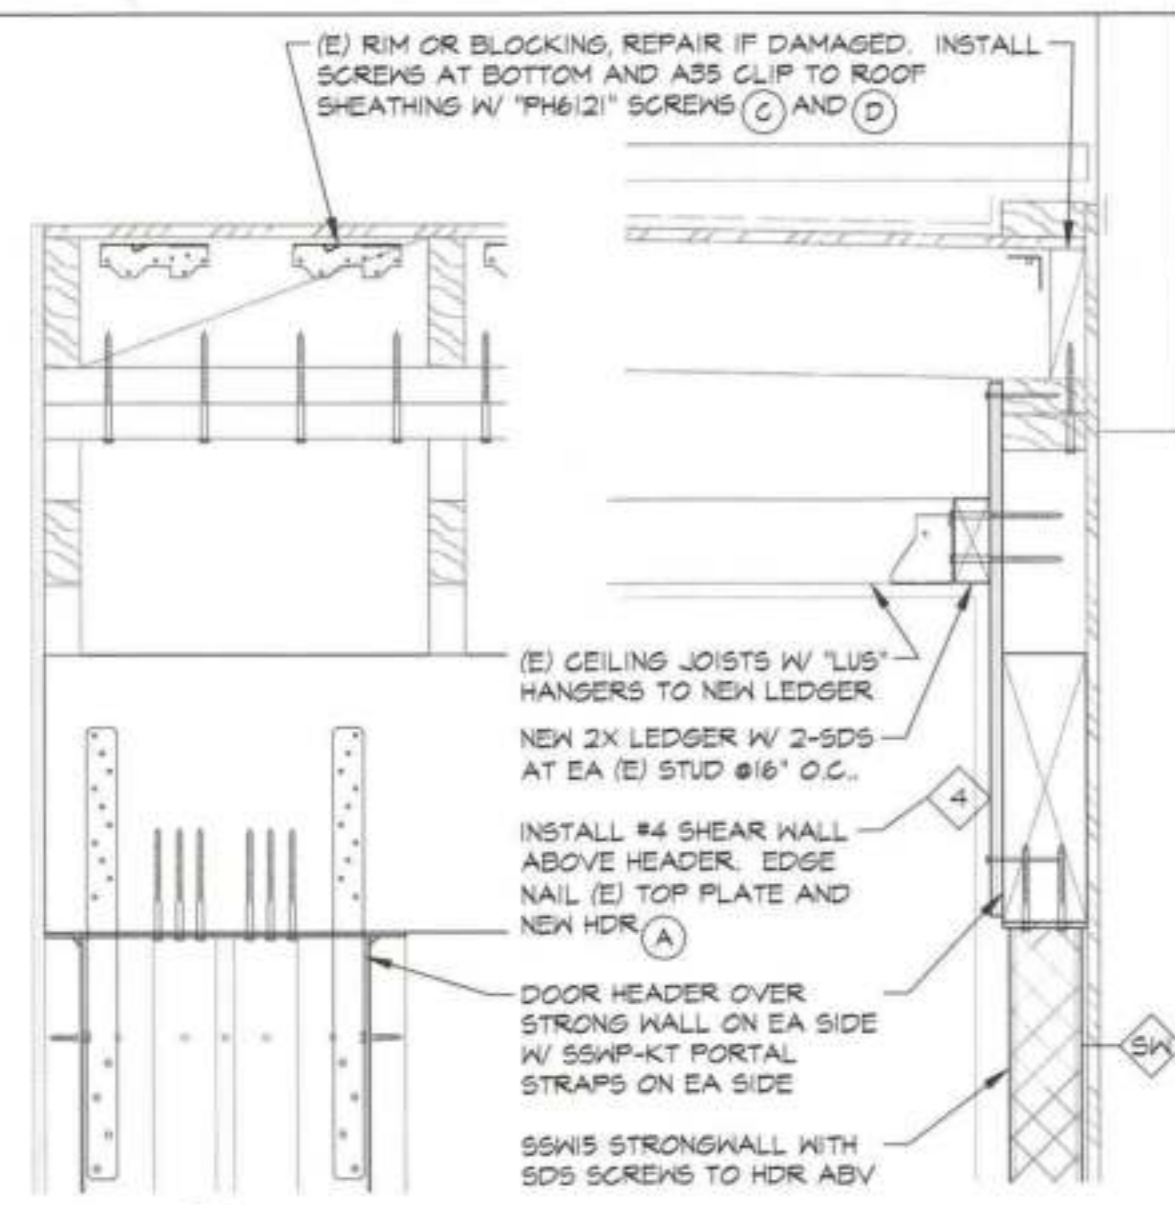 (E) RIM OR BLOCKING, REPAIR IF DAMAGED. INSTALL
SCREWS AT BOTTOM AND A35 CLIP TO ROOF
SHEATHING W/ "PH6121" SCREWS C AND D
(E) CEILING JOISTS W/ "LUS"
HANGERS TO NEW LEDGER
NEW 2X LEDGER W/ 2-SDS
AT EA (E) STUD @16" O.C..
4
INSTALL #4 SHEAR WALL
ABOVE HEADER. EDGE
NAIL (E) TOP PLATE AND
NEW HDR A
DOOR HEADER OVER
STRONG WALL ON EA SIDE
W/ SSWP-KT PORTAL
STRAPS ON EA SIDE
SW
SSW15 STRONGWALL WITH
SDS SCREWS TO HDR ABV